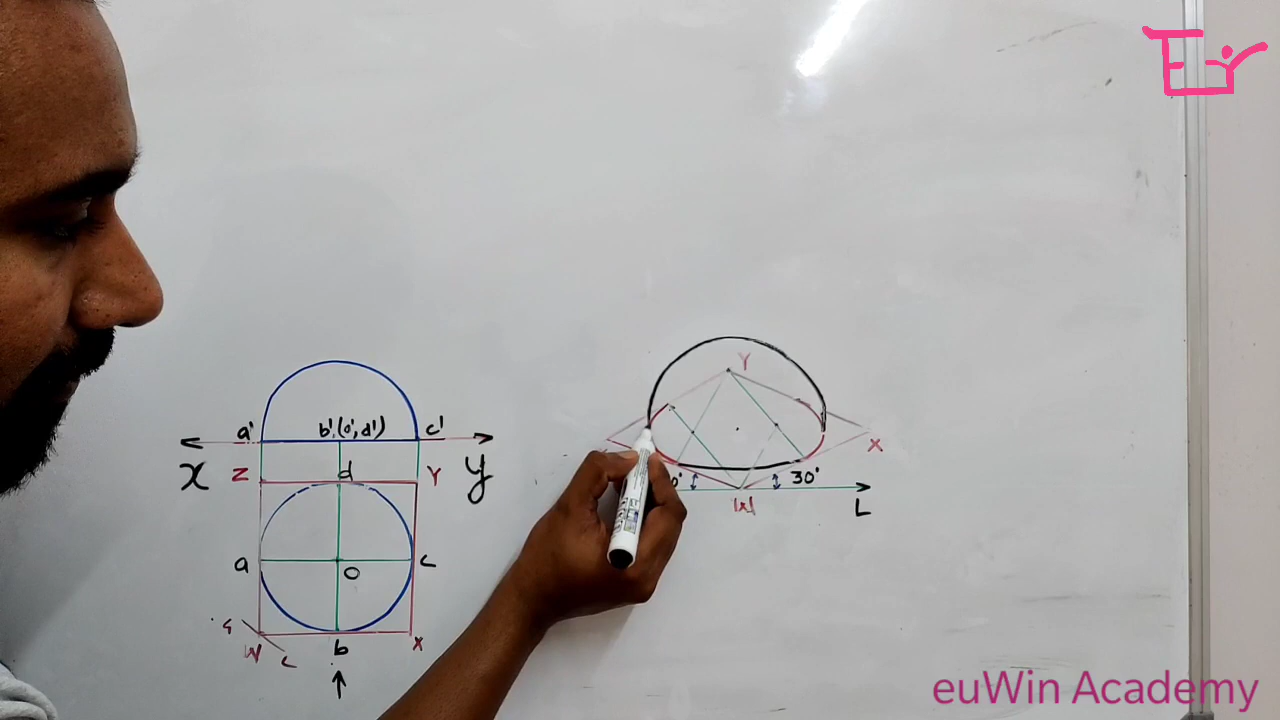 a' b'(o',d') c'
X Y
Z d Y
a o c
b
W X
L
Y
X
30°
W
L
euWin Academy